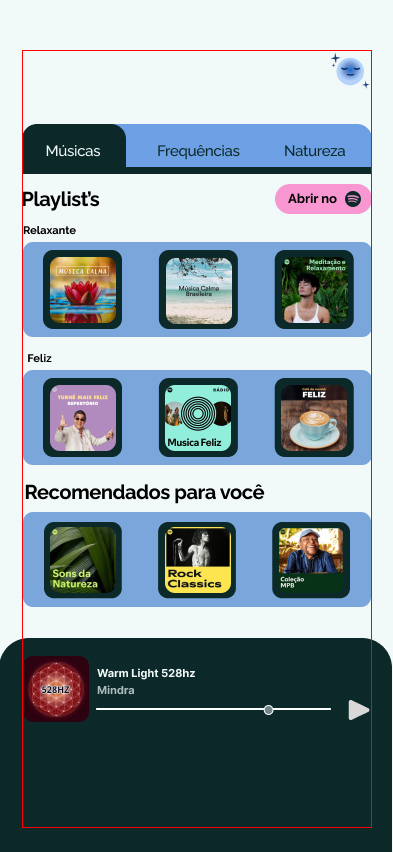 Músicas
Frequências
Natureza
Playlist's
Abrir no
Relaxante
MÚSICA CALMA
Música Calma
Brasileira
Meditação e
Relaxamento
Feliz
TURNÊ MAIS FELIZ
REPERTÓRIO
RÁDIO
Musica Feliz
Café da manhã
FELIZ
Recomendados para você
Sons da
Natureza
Rock
Classics
Coleção
MPB
528HZ
Warm Light 528hz
Mindra